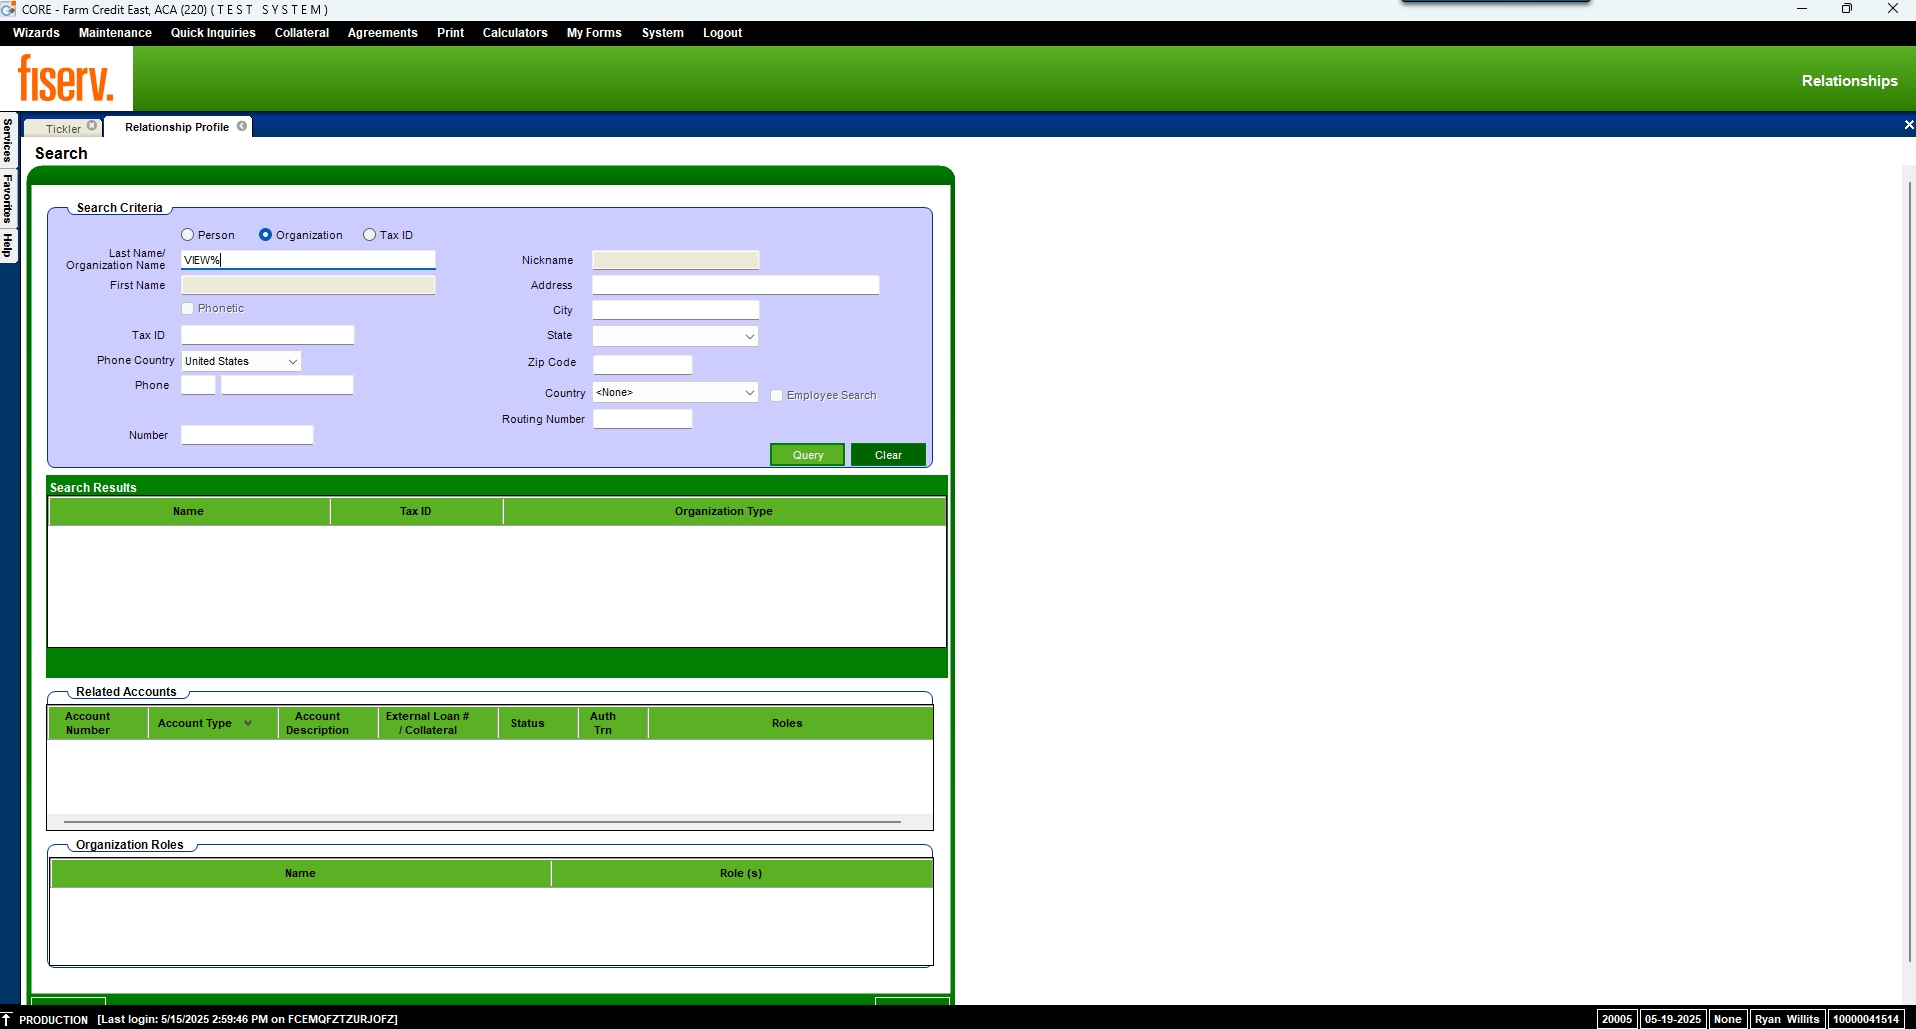 CORE - Farm Credit East, ACA (220) ( T E S T   S Y S T E M )
Wizards Maintenance Quick Inquiries Collateral Agreements Print Calculators My Forms System Logout
fiserv.
Relationships
Services
Favorites
Help
Tickler
Relationship Profile
Search
Search Criteria
Person Organization Tax ID
Last Name/
Organization Name
VIEW%
Nickname
First Name
Address
Phonetic
City
Tax ID
State
Phone Country United States
Zip Code
Phone
Country <None>
Employee Search
Routing Number
Number
Query Clear
Search Results
Name Tax ID Organization Type
Related Accounts
Account
Number
Account Type
Account
Description
External Loan #
/ Collateral
Status
Auth
Trn
Roles
Organization Roles
Name Role (s)
PRODUCTION [Last login: 5/15/2025 2:59:46 PM on FCEMQFZTZURJOFZ]
20005 05-19-2025 None Ryan Willits 10000041514